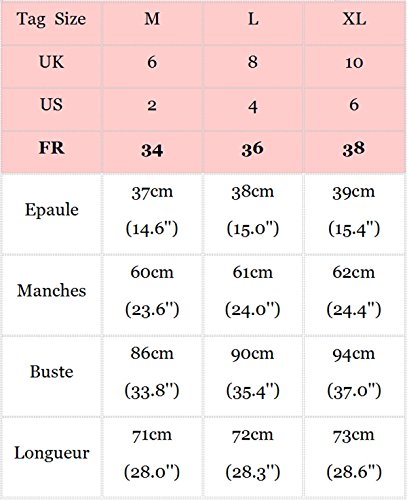 Tag Size M L XL
UK 6 8 10
US 2 4 6
FR 34 36 38
Epaule 37cm (14.6'') 38cm (15.0'') 39cm (15.4'')
Manches 60cm (23.6'') 61cm (24.0'') 62cm (24.4'')
Buste 86cm (33.8'') 90cm (35.4'') 94cm (37.0'')
Longueur 71cm (28.0'') 72cm (28.3'') 73cm (28.6'')